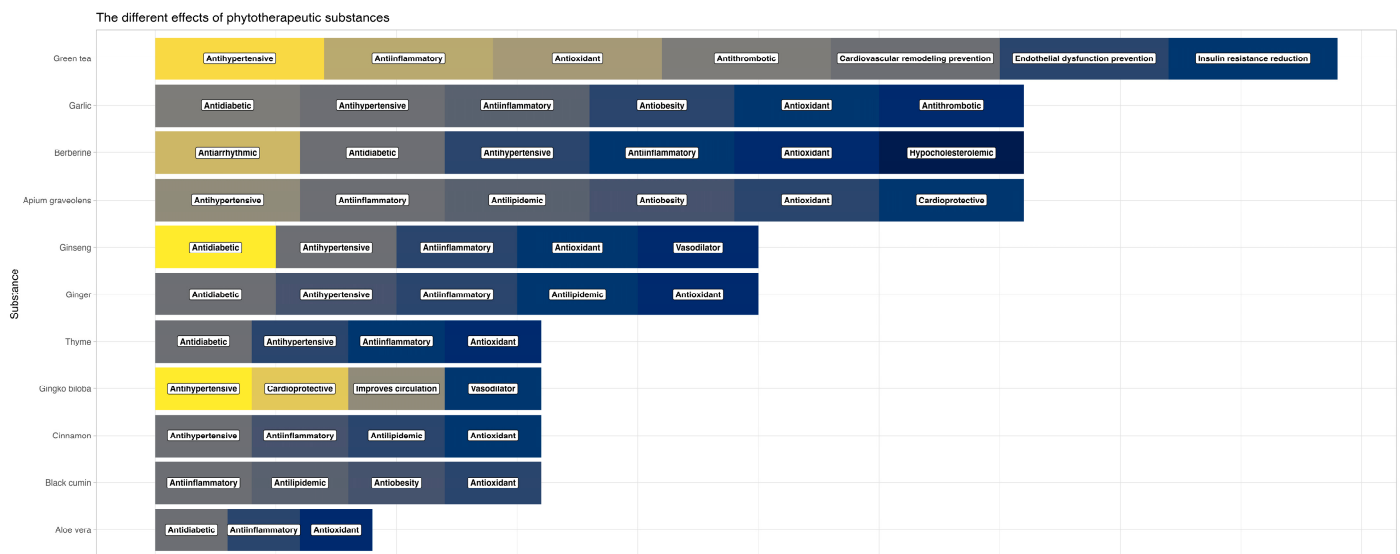 The different effects of phytotherapeutic substances
Green tea Antihypertensive Antiinflammatory Antioxidant Antithrombotic Cardiovascular remodeling prevention Endothelial dysfunction prevention Insulin resistance reduction
Garlic Antidiabetic Antihypertensive Antiinflammatory Antiobesity Antioxidant Antithrombotic
Berberine Antiarrhythmic Antidiabetic Antihypertensive Antiinflammatory Antioxidant Hypocholesterolemic
Apium graveolens Antihypertensive Antiinflammatory Antilipidemic Antiobesity Antioxidant Cardioprotective
Ginseng Antidiabetic Antihypertensive Antiinflammatory Antioxidant Vasodilator
Substance
Ginger Antidiabetic Antihypertensive Antiinflammatory Antilipidemic Antioxidant
Thyme Antidiabetic Antihypertensive Antiinflammatory Antioxidant
Gingko biloba Antihypertensive Cardioprotective Improves circulation Vasodilator
Cinnamon Antihypertensive Antiinflammatory Antilipidemic Antioxidant
Black cumin Antiinflammatory Antilipidemic Antiobesity Antioxidant
Aloe vera Antidiabetic Antiinflammatory Antioxidant